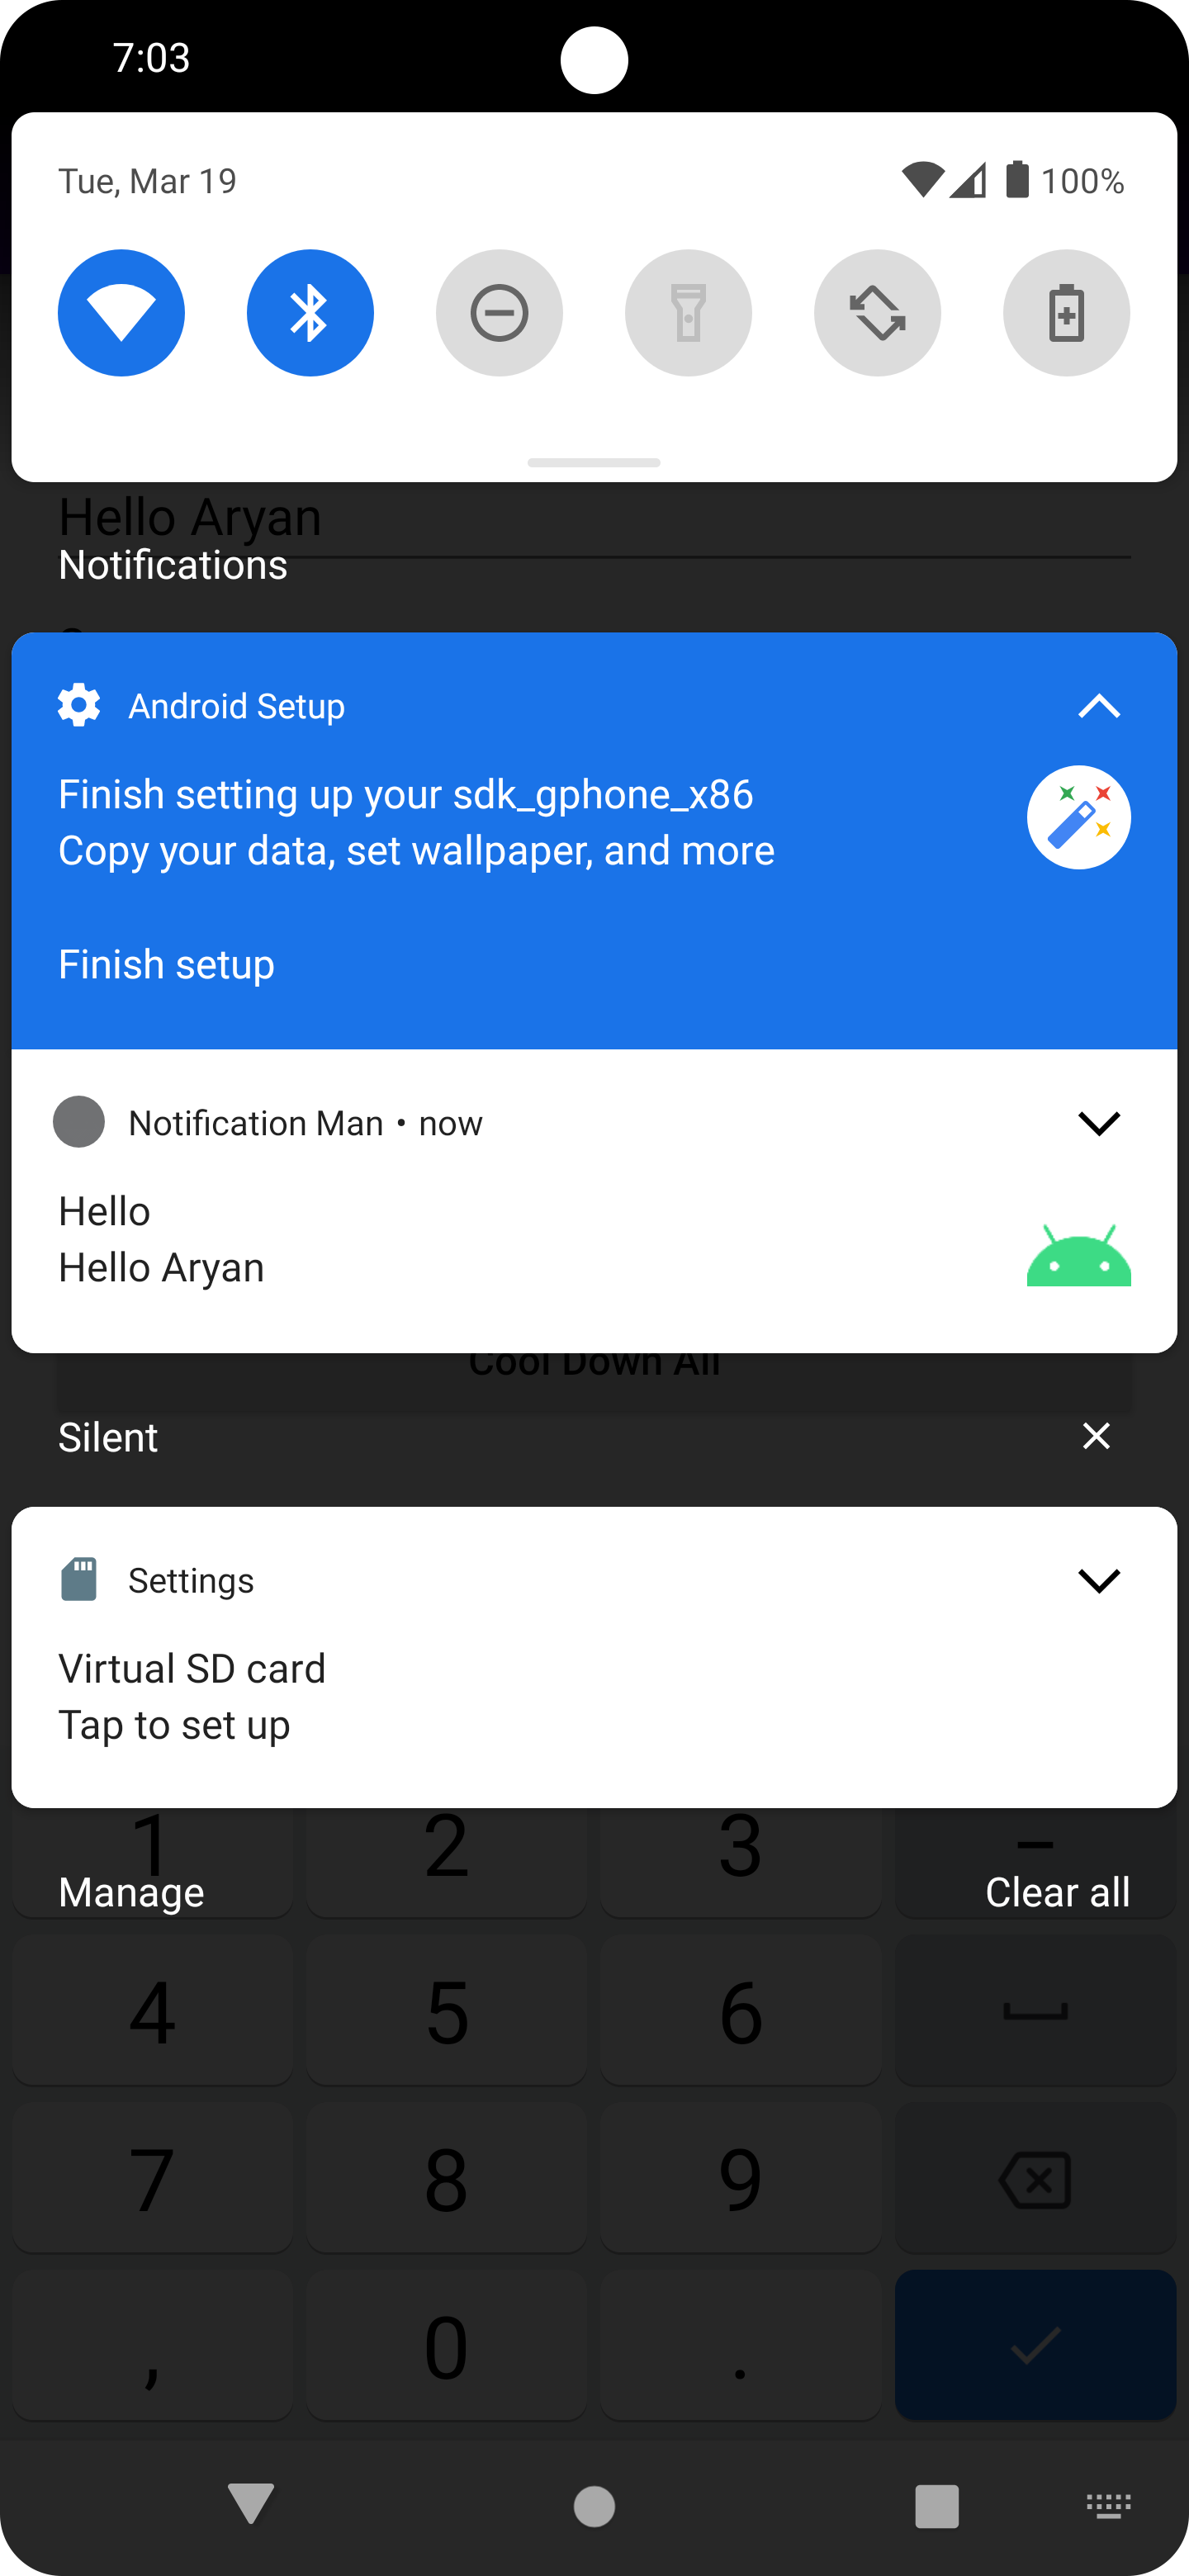 7:03
Tue, Mar 19
100%
Hello Aryan
Notifications
Android Setup
Finish setting up your sdk_gphone_x86
Copy your data, set wallpaper, and more
Finish setup
Notification Man • now
Hello
Hello Aryan
Cool Down All
Silent
Settings
Virtual SD card
Tap to set up
1 2 3 –
Manage Clear all
4 5 6
7 8 9
, 0 .